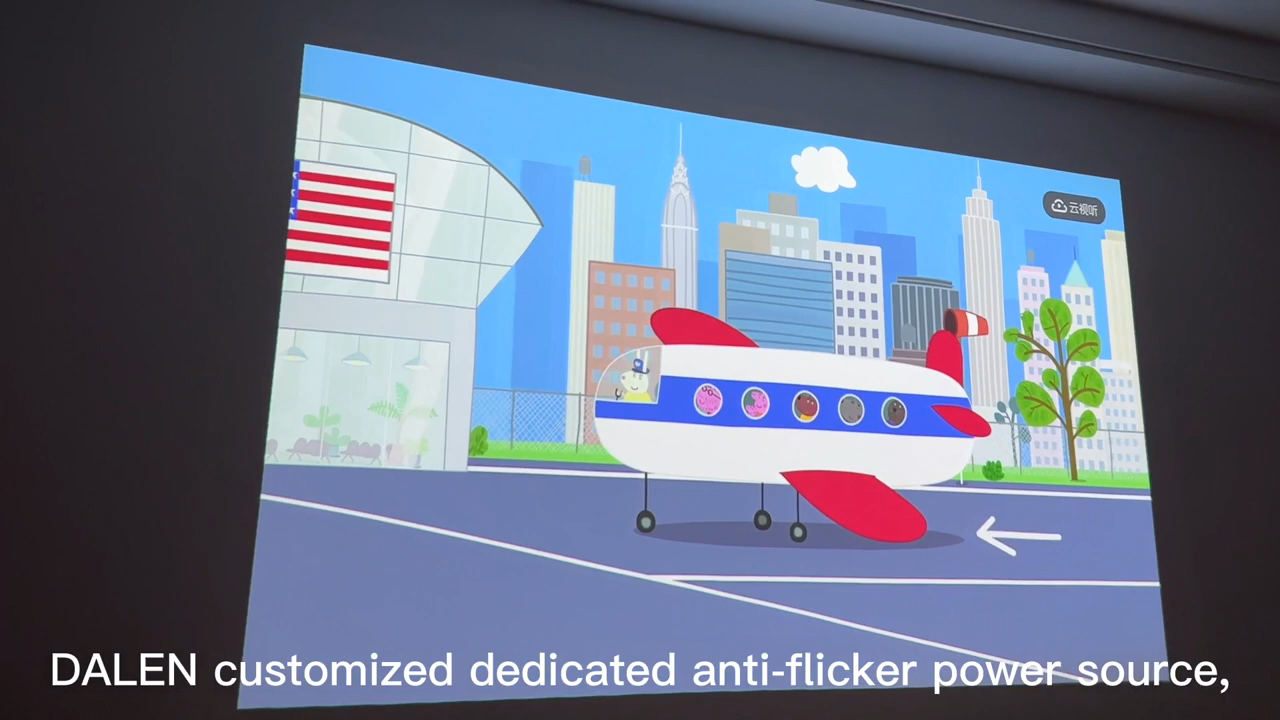 云视听
DALEN customized dedicated anti-flicker power source,